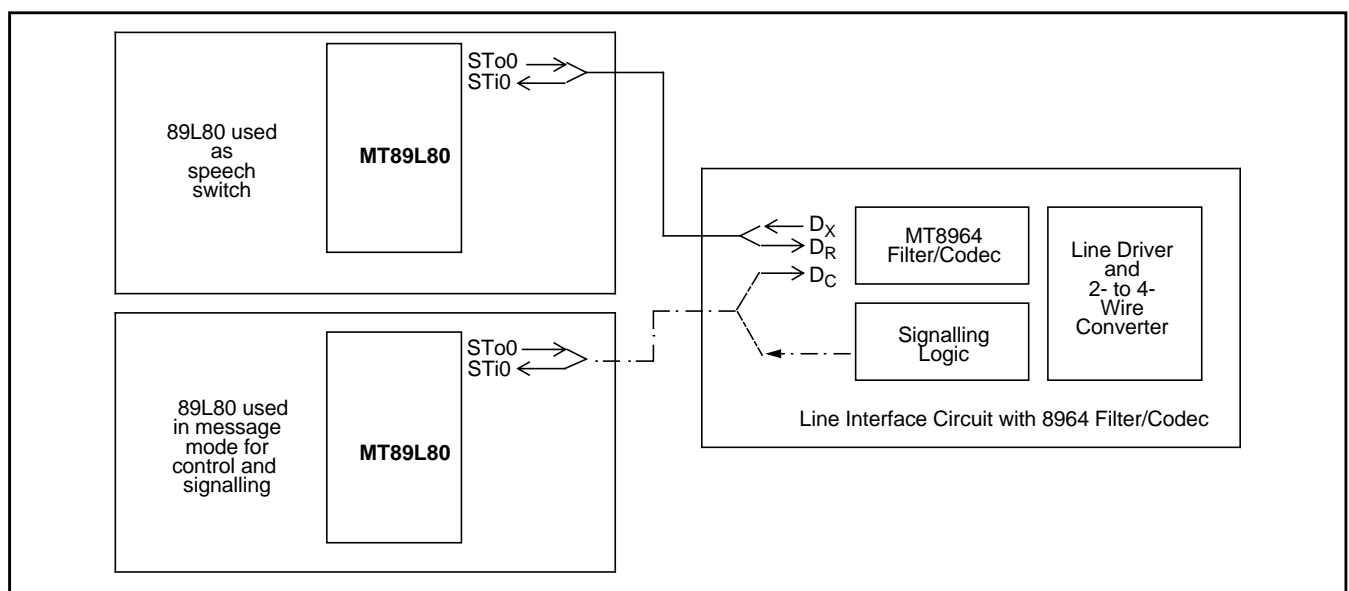 89L80 used
as
speech
switch
MT89L80
STo0
STi0
89L80 used
in message
mode for
control and
signalling
MT89L80
STo0
STi0
DX
DR
DC
MT8964
Filter/Codec
Signalling
Logic
Line Driver
and
2- to 4-
Wire
Converter
Line Interface Circuit with 8964 Filter/Codec